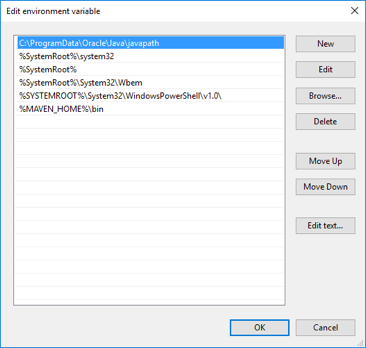 Edit environment variable
C:\ProgramData\Oracle\Java\javapath
%SystemRoot%\system32
%SystemRoot%
%SystemRoot%\System32\Wbem
%SYSTEMROOT%\System32\WindowsPowerShell\v1.0\
%MAVEN_HOME%\bin
New
Edit
Browse...
Delete
Move Up
Move Down
Edit text...
OK
Cancel